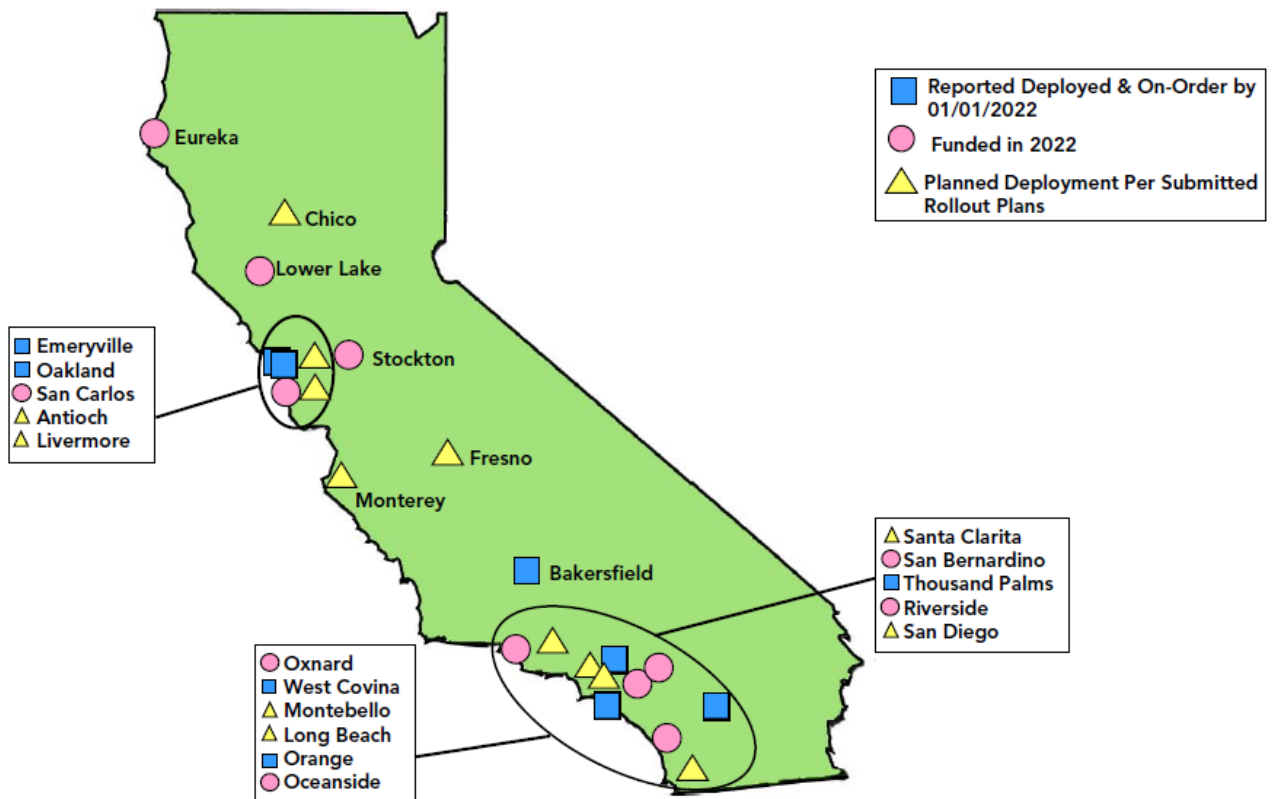 Reported Deployed & On-Order by
01/01/2022
Funded in 2022
Planned Deployment Per Submitted
Rollout Plans
Eureka
Chico
Lower Lake
Stockton
Emeryville
Oakland
San Carlos
Antioch
Livermore
Fresno
Monterey
Bakersfield
Santa Clarita
San Bernardino
Thousand Palms
Riverside
San Diego
Oxnard
West Covina
Montebello
Long Beach
Orange
Oceanside